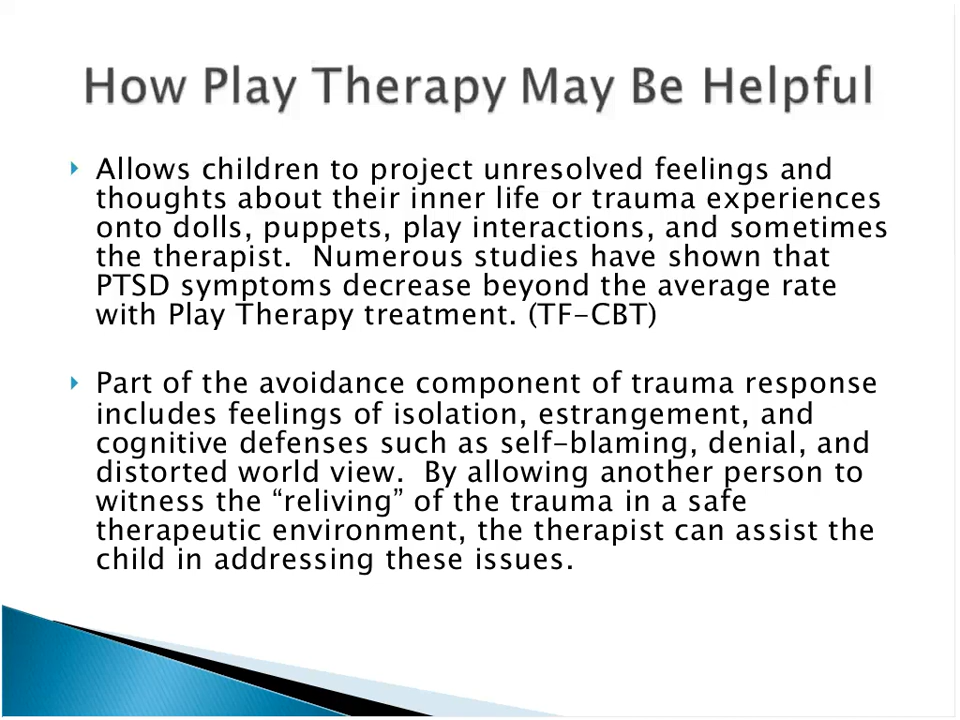 How Play Therapy May Be Helpful
Allows children to project unresolved feelings and
thoughts about their inner life or trauma experiences
onto dolls, puppets, play interactions, and sometimes
the therapist.  Numerous studies have shown that
PTSD symptoms decrease beyond the average rate
with Play Therapy treatment. (TF-CBT)
Part of the avoidance component of trauma response
includes feelings of isolation, estrangement, and
cognitive defenses such as self-blaming, denial, and
distorted world view.  By allowing another person to
witness the “reliving” of the trauma in a safe
therapeutic environment, the therapist can assist the
child in addressing these issues.